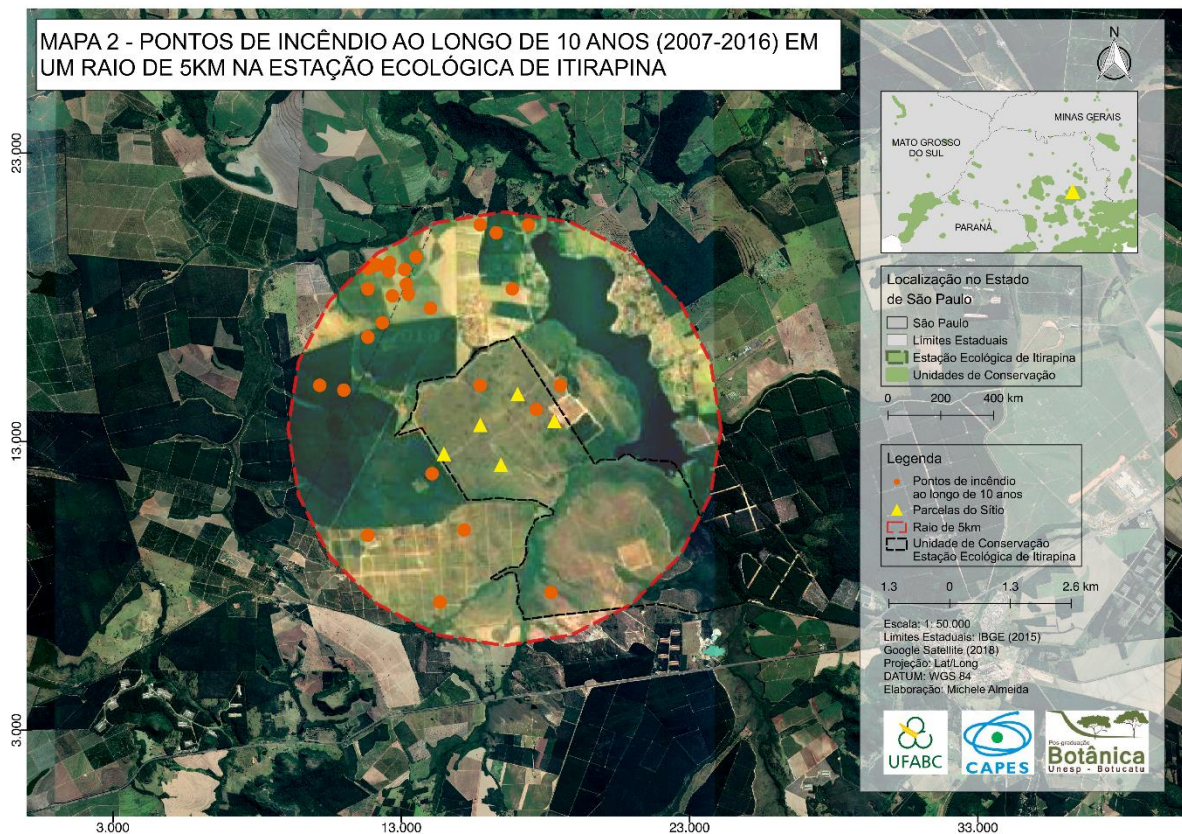 MAPA 2 - PONTOS DE INCÊNDIO AO LONGO DE 10 ANOS (2007-2016) EM
UM RAIO DE 5KM NA ESTAÇÃO ECOLÓGICA DE ITIRAPINA
N
MINAS GERAIS
MATO GROSSO
DO SUL
PARANÁ
Localização no Estado
de São Paulo
São Paulo
Límites Estaduais
Estação Ecológica de Itirapina
Unidades de Conservação
0 200 400 km
Legenda
Pontos de incêndio
ao longo de 10 anos
Parcelas do Sítio
Raio de 5km
Unidade de Conservação
Estação Ecológica de Itirapina
1.3 0 1.3 2.6 km
Escala: 1: 50.000
Limites Estaduais: IBGE (2015)
Google Satellite (2018)
Projeção: Lat/Long
DATUM: WGS 84
Elaboração: Michele Almeida
UFABC
CAPES
Pós-graduação
Botânica
Unesp - Botucatu
23.000
13.000
3.000
3.000 13.000 23.000 33.000